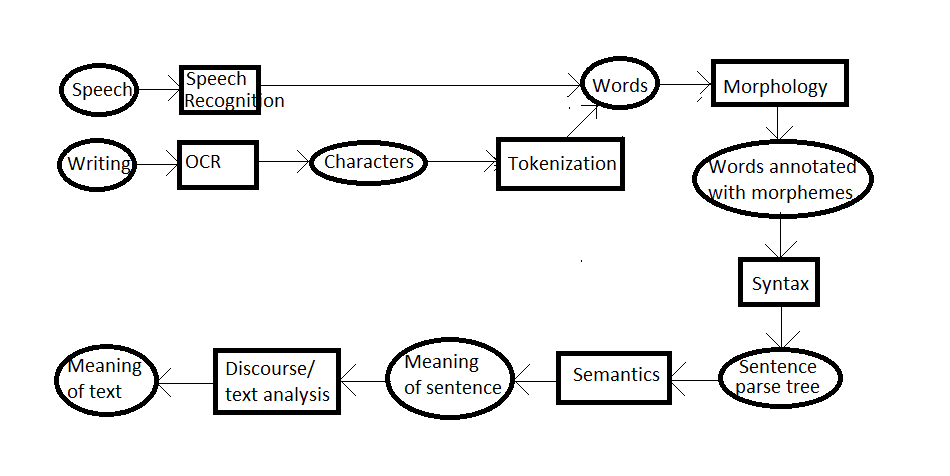 Speech
Speech
Recognition
Words
Morphology
Writing
OCR
Characters
Tokenization
Words annotated
with morphemes
Syntax
Meaning
of text
Discourse/
text analysis
Meaning
of sentence
Semantics
Sentence
parse tree